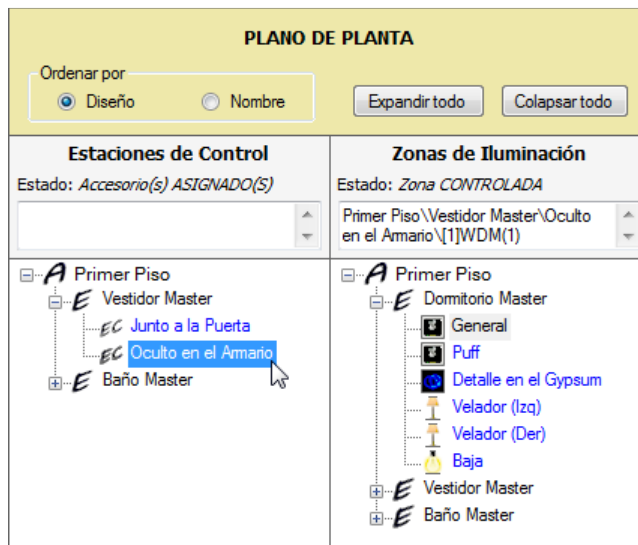 PLANO DE PLANTA
Ordenar por
Diseño
Nombre
Expandir todo
Colapsar todo
Estaciones de Control
Estado: Accesorio(s) ASIGNADO(S)
A Primer Piso
E Vestidor Master
EC Junto a la Puerta
EC Oculto en el Armario
E Baño Master
Zonas de Iluminación
Estado: Zona CONTROLADA
Primer Piso\Vestidor Master\Oculto
en el Armario\[1]WDM(1)
A Primer Piso
E Dormitorio Master
General
Puff
Detalle en el Gypsum
Velador (Izq)
Velador (Der)
Baja
E Vestidor Master
E Baño Master